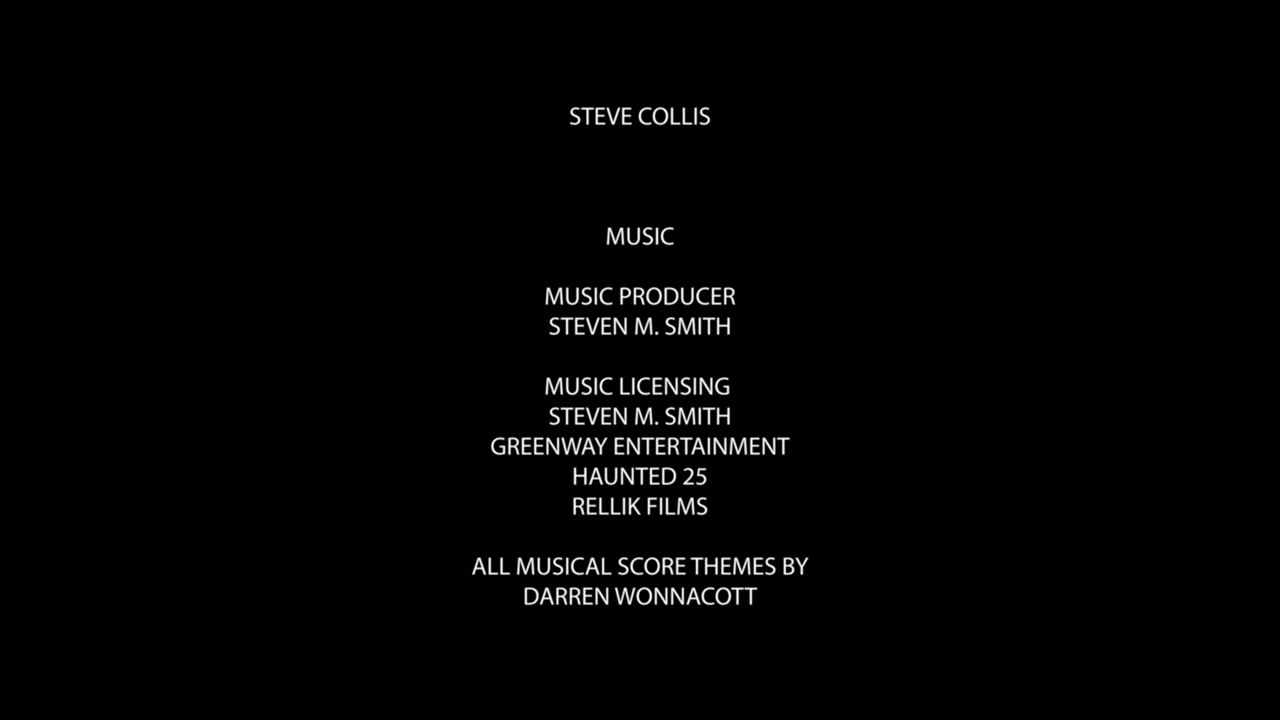 STEVE COLLIS
MUSIC
MUSIC PRODUCER
STEVEN M. SMITH
MUSIC LICENSING
STEVEN M. SMITH
GREENWAY ENTERTAINMENT
HAUNTED 25
RELLIK FILMS
ALL MUSICAL SCORE THEMES BY
DARREN WONNACOTT